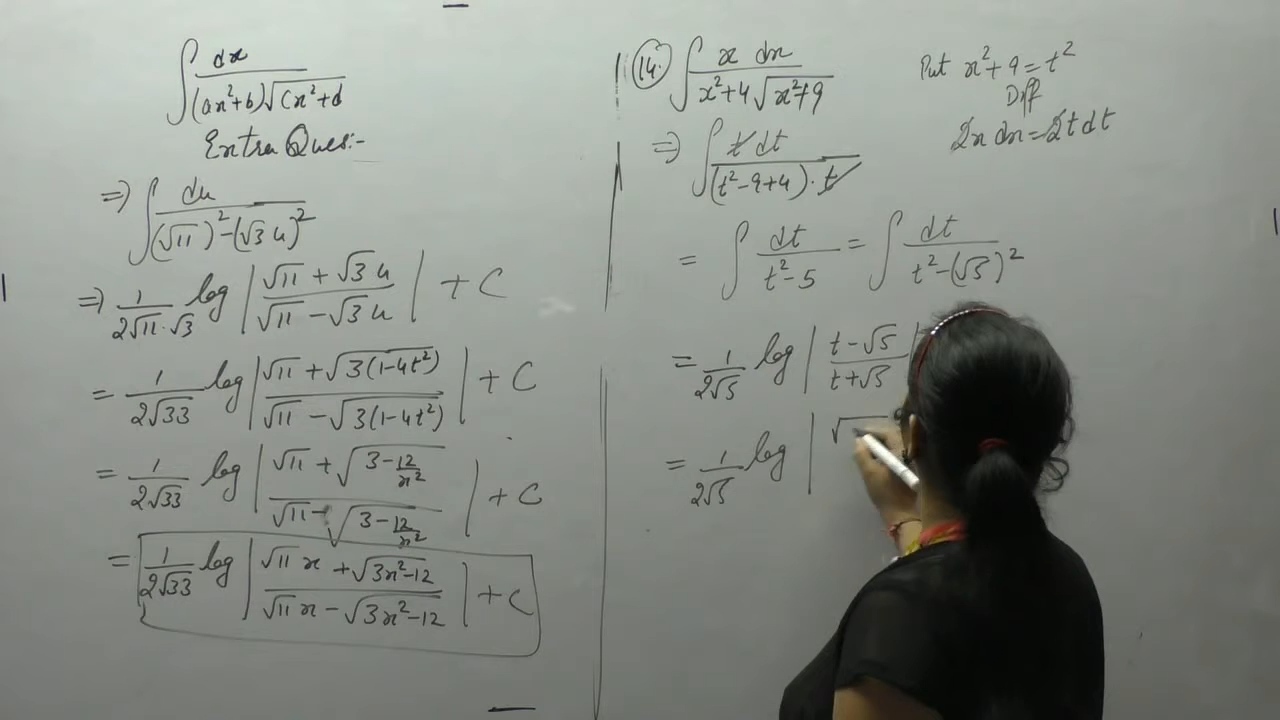 ∫ dx / (ax²+b)√cx²+d
Extra Ques:-
⇒ ∫ du / (√11)²-(√3 u)²
⇒ 1/2√11·√3 log | √11 + √3 u / √11 - √3 u | + C
= 1/2√33 log | √11 + √3(1-4t²) / √11 - √3(1-4t²) | + C
= 1/2√33 log | √11 + √3-12/x² / √11 - √3-12/x² | + C
= 1/2√33 log | √11 x + √3x²-12 / √11 x - √3x²-12 | + C
14. ∫ x dx / x²+4 √x²+9
Put x²+9 = t²
Diff
2x dx = 2t dt
⇒ ∫ t dt / (t²-9+4)·t
= ∫ dt / t²-5 = ∫ dt / t²-(√5)²
= 1/2√5 log | t-√5 / t+√5 |
= 1/2√5 log | √